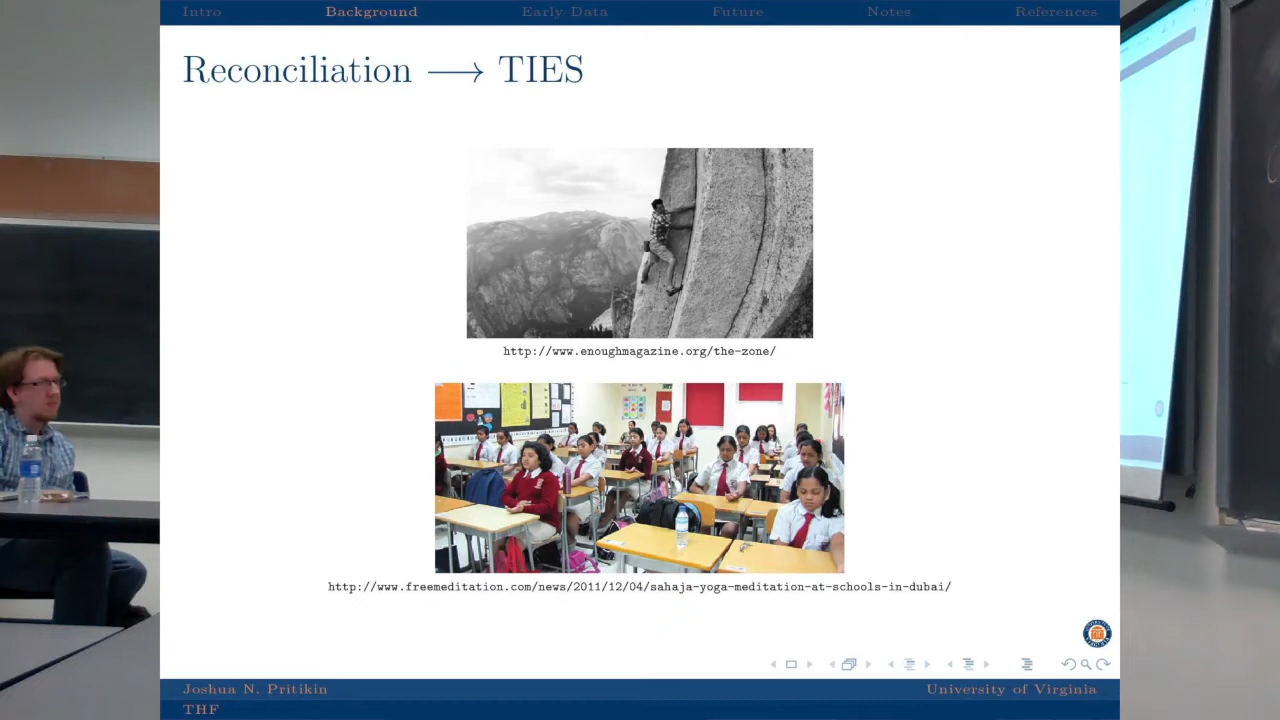 Intro Background Early Data Future Notes References
Reconciliation ⟶ TIES
http://www.enoughmagazine.org/the-zone/
http://www.freemeditation.com/news/2011/12/04/sahaja-yoga-meditation-at-schools-in-dubai/
Joshua N. Pritikin University of Virginia
THF